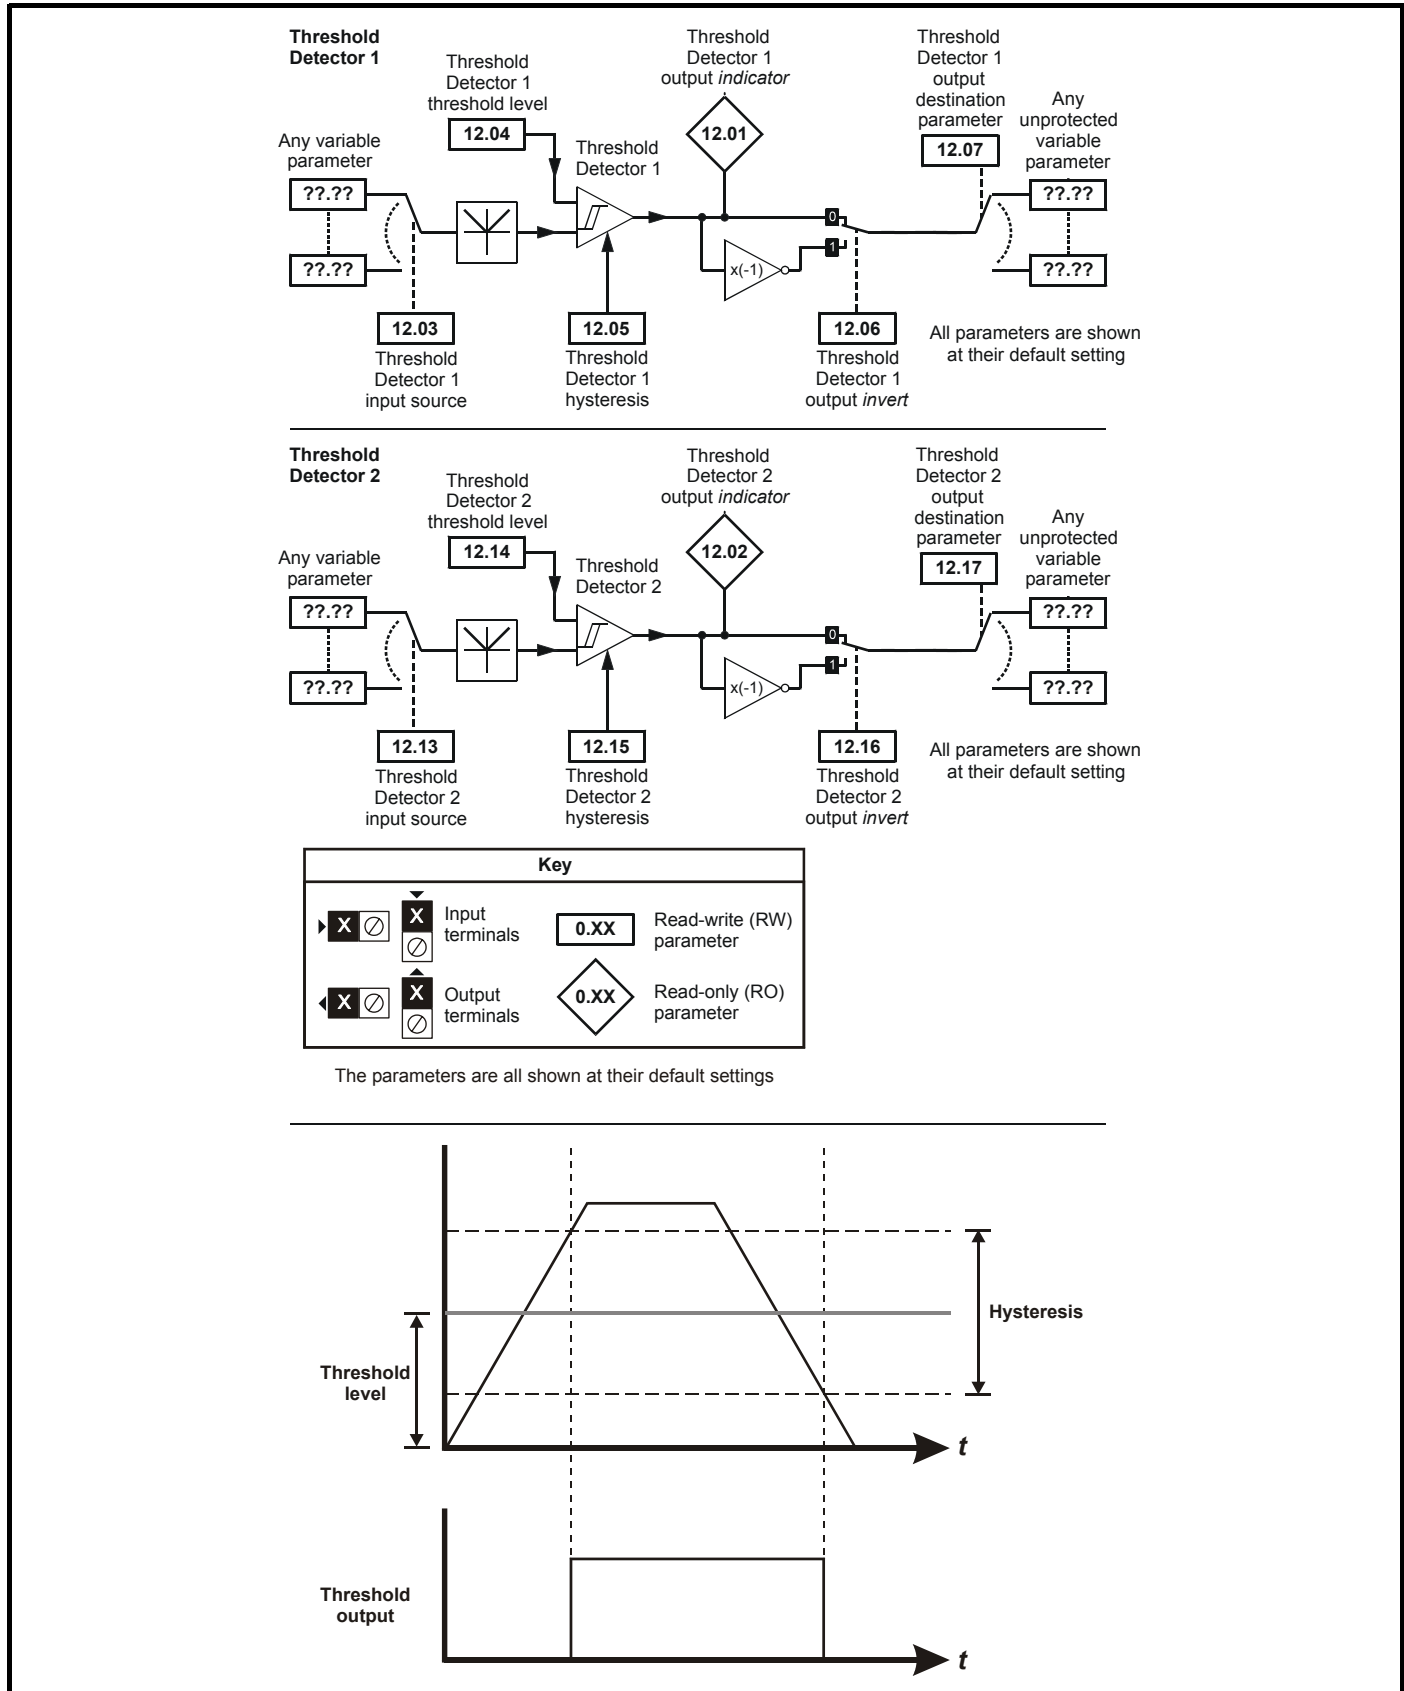 Threshold
Detector 1
Threshold
Detector 1
threshold level
12.04
Threshold
Detector 1
output indicator
12.01
Threshold
Detector 1
output
destination
parameter
12.07
Any
unprotected
variable
parameter
??.??
??.??
Any variable
parameter
??.??
??.??
Threshold
Detector 1
0
1
x(-1)
12.03
Threshold
Detector 1
input source
12.05
Threshold
Detector 1
hysteresis
12.06
Threshold
Detector 1
output invert
All parameters are shown
at their default setting
Threshold
Detector 2
Threshold
Detector 2
threshold level
12.14
Threshold
Detector 2
output indicator
12.02
Threshold
Detector 2
output
destination
parameter
12.17
Any
unprotected
variable
parameter
??.??
??.??
Any variable
parameter
??.??
??.??
Threshold
Detector 2
0
1
x(-1)
12.13
Threshold
Detector 2
input source
12.15
Threshold
Detector 2
hysteresis
12.16
Threshold
Detector 2
output invert
All parameters are shown
at their default setting
Key
X
X
Input
terminals
0.XX
Read-write (RW)
parameter
X
X
Output
terminals
0.XX
Read-only (RO)
parameter
The parameters are all shown at their default settings
Hysteresis
Threshold
level
t
Threshold
output
t